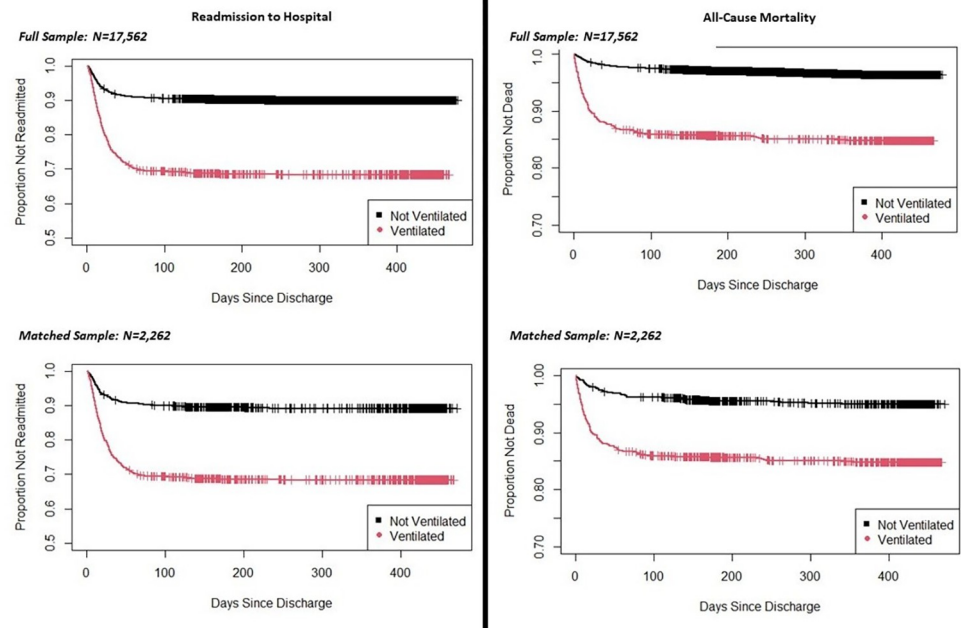 Readmission to Hospital
Full Sample: N=17,562
Proportion Not Readmitted
1.0
0.9
0.8
0.7
0.6
0.5
Not Ventilated
Ventilated
0 100 200 300 400
Days Since Discharge
Matched Sample: N=2,262
Proportion Not Readmitted
1.0
0.9
0.8
0.7
0.6
0.5
Not Ventilated
Ventilated
0 100 200 300 400
Days Since Discharge
All-Cause Mortality
Full Sample: N=17,562
Proportion Not Dead
1.0
0.90
0.80
0.70
Not Ventilated
Ventilated
0 100 200 300 400
Days Since Discharge
Matched Sample: N=2,262
Proportion Not Dead
1.00
0.90
0.80
0.70
Not Ventilated
Ventilated
0 100 200 300 400
Days Since Discharge